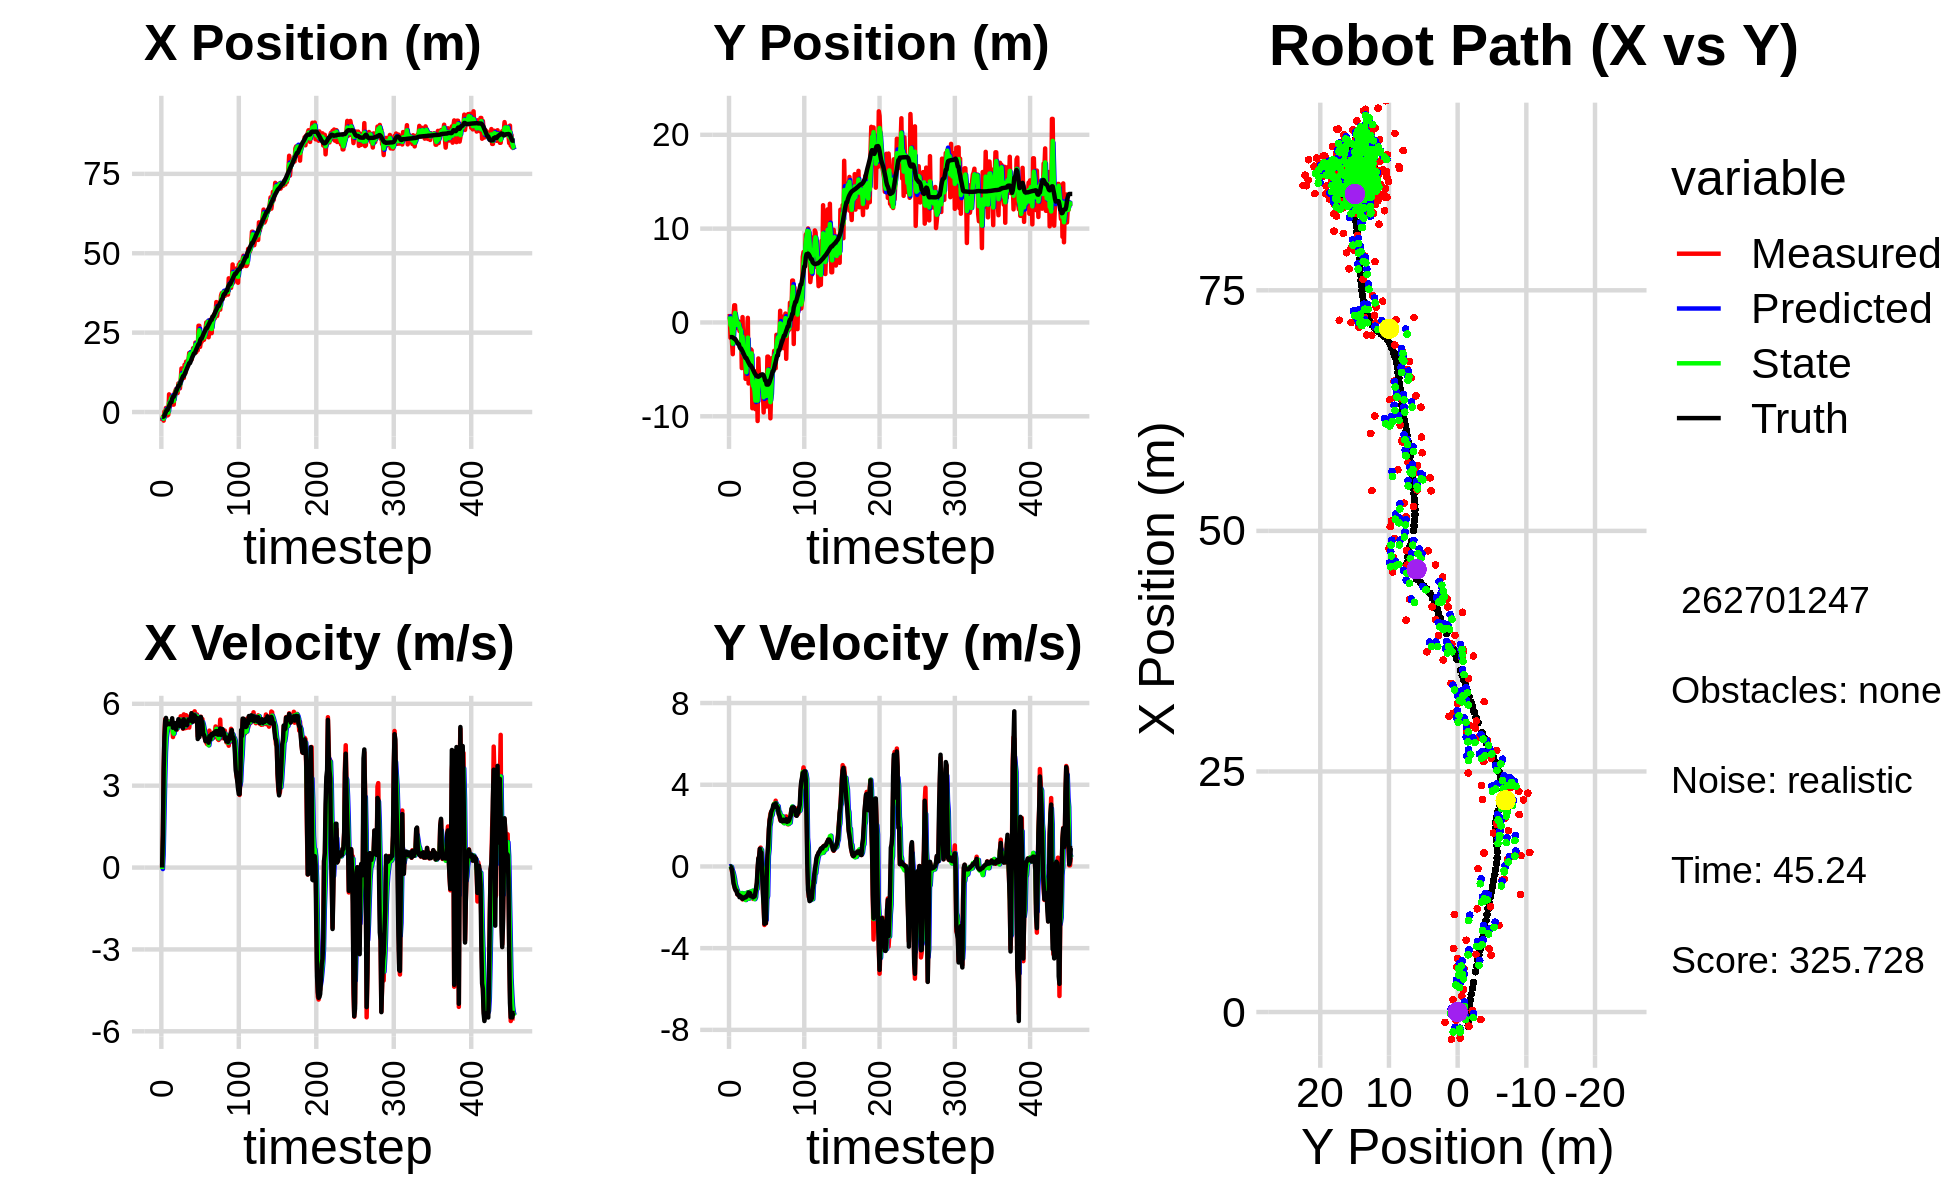 X Position (m)
75
50
25
0
0 100 200 300 400
timestep
Y Position (m)
20
10
0
-10
0 100 200 300 400
timestep
X Velocity (m/s)
6
3
0
-3
-6
0 100 200 300 400
timestep
Y Velocity (m/s)
8
4
0
-4
-8
0 100 200 300 400
timestep
Robot Path (X vs Y)
X Position (m)
75
50
25
0
20 10 0 -10 -20
Y Position (m)
variable
Measured
Predicted
State
Truth
262701247
Obstacles: none
Noise: realistic
Time: 45.24
Score: 325.728